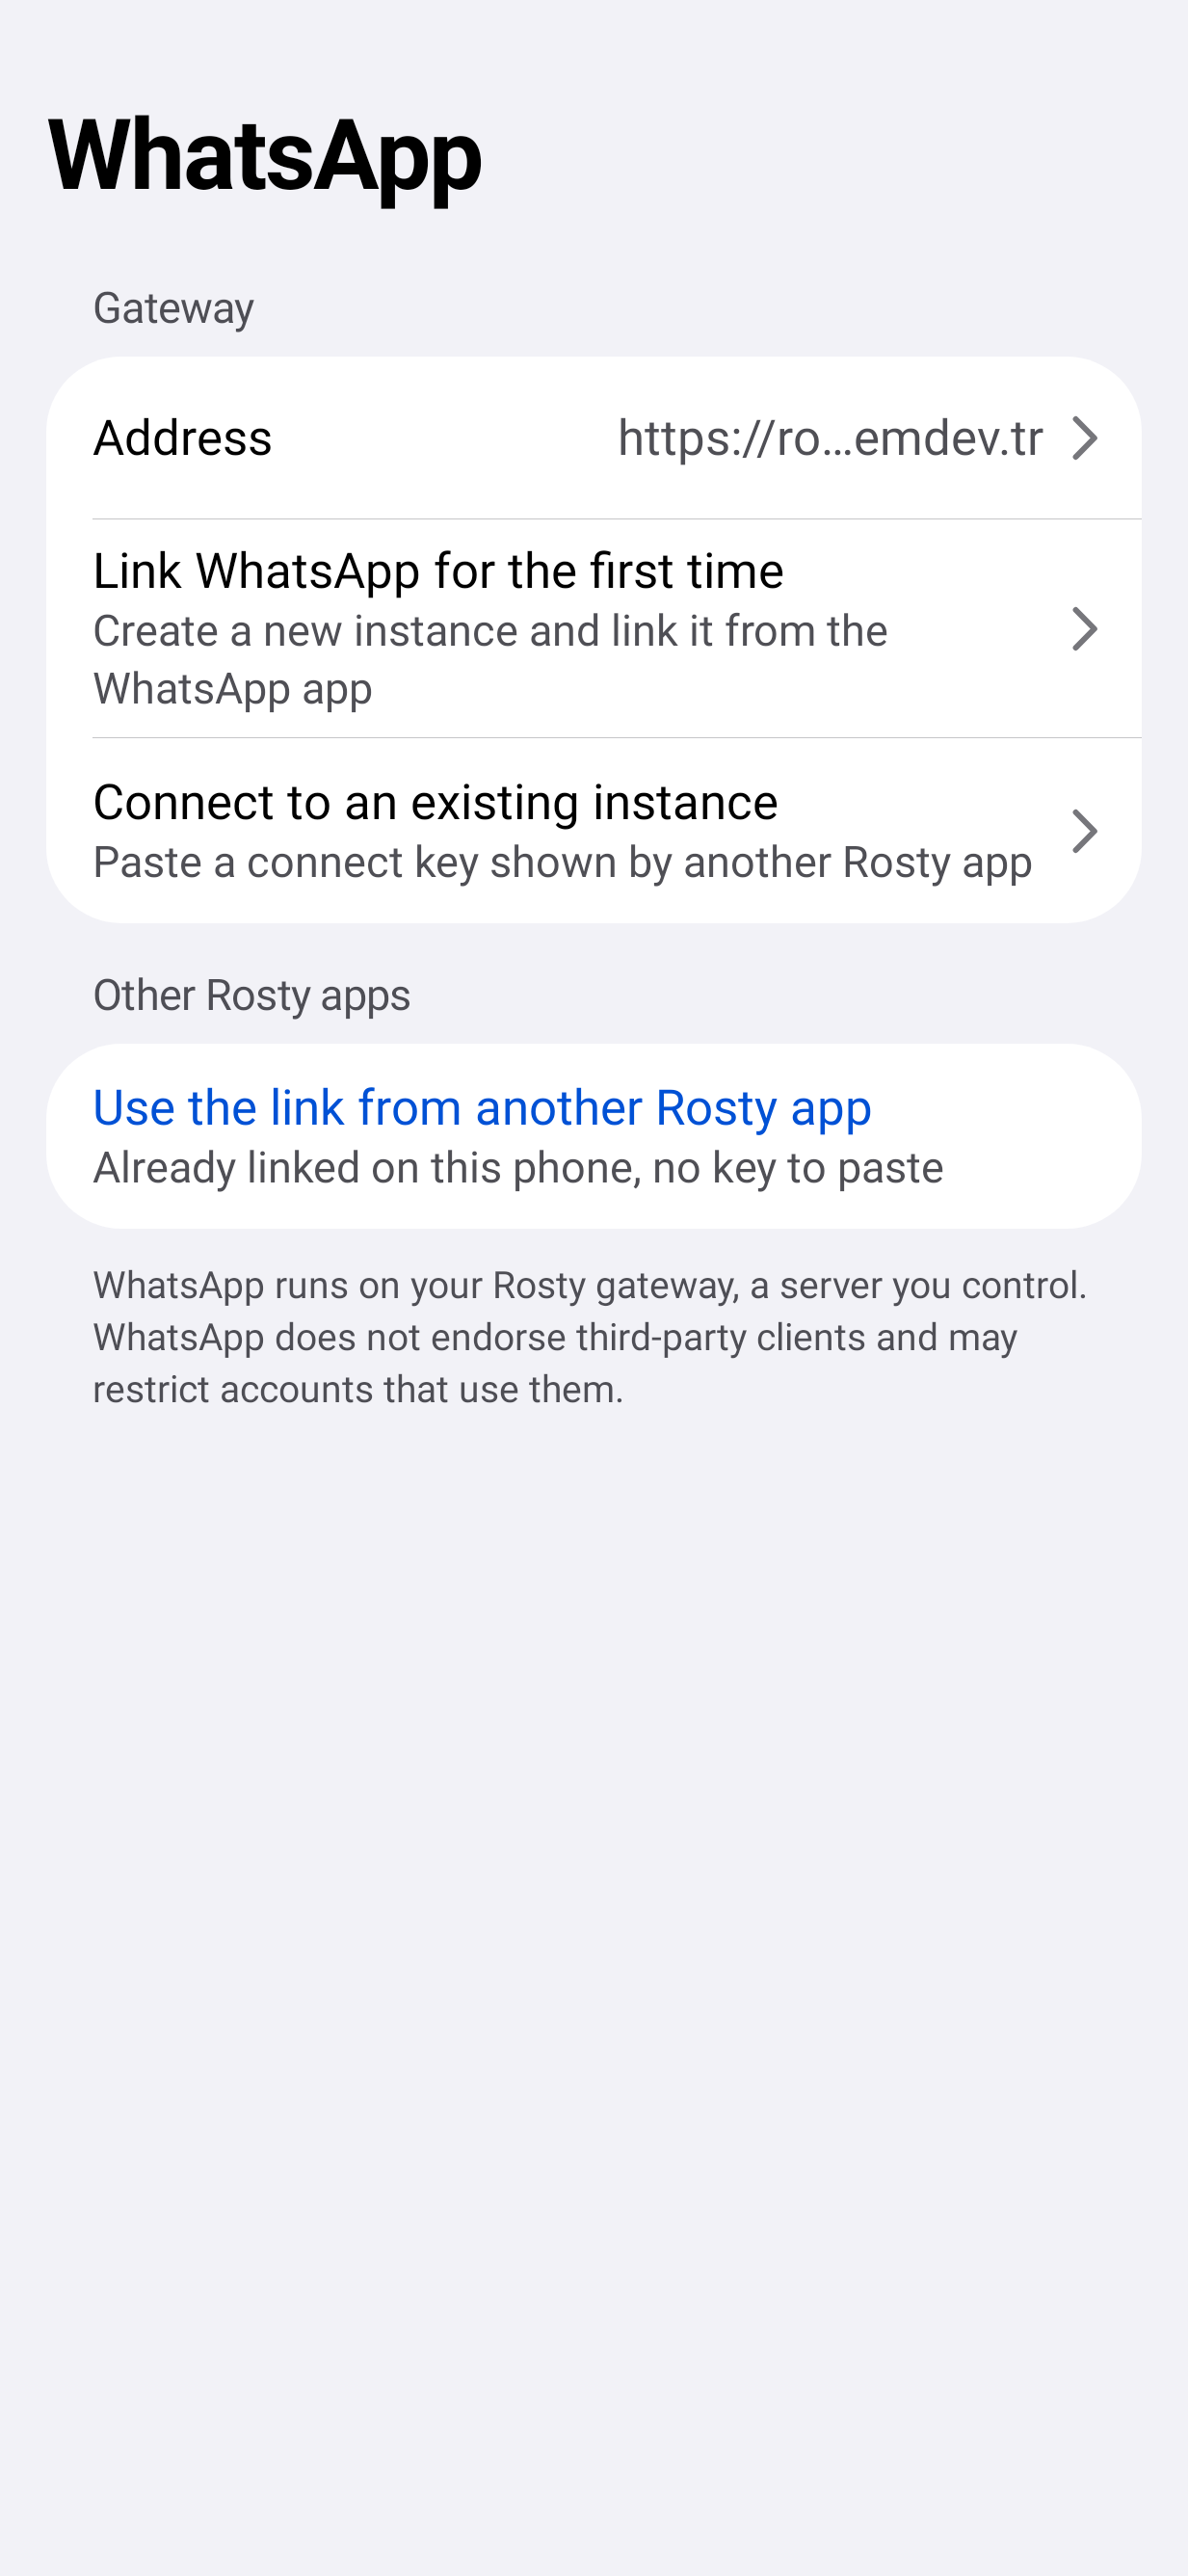 WhatsApp
Gateway
Address
https://ro...emdev.tr
Link WhatsApp for the first time
Create a new instance and link it from the
WhatsApp app
Connect to an existing instance
Paste a connect key shown by another Rosty app
Other Rosty apps
Use the link from another Rosty app
Already linked on this phone, no key to paste
WhatsApp runs on your Rosty gateway, a server you control.
WhatsApp does not endorse third-party clients and may
restrict accounts that use them.